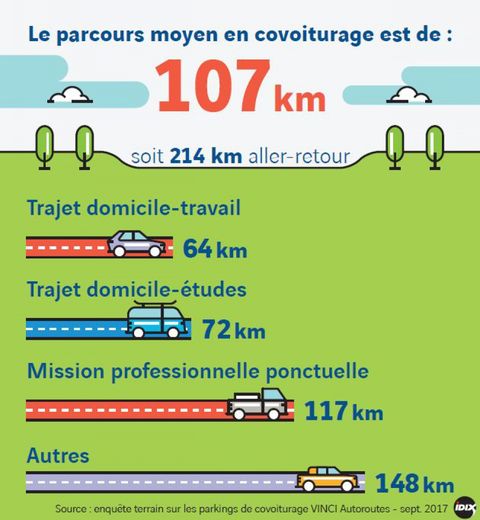 Le parcours moyen en covoiturage est de :
107 km
soit 214 km aller-retour
Trajet domicile-travail
64 km
Trajet domicile-études
72 km
Mission professionnelle ponctuelle
117 km
Autres
148 km
Source : enquête terrain sur les parkings de covoiturage VINCI Autoroutes - sept. 2017
IDIX